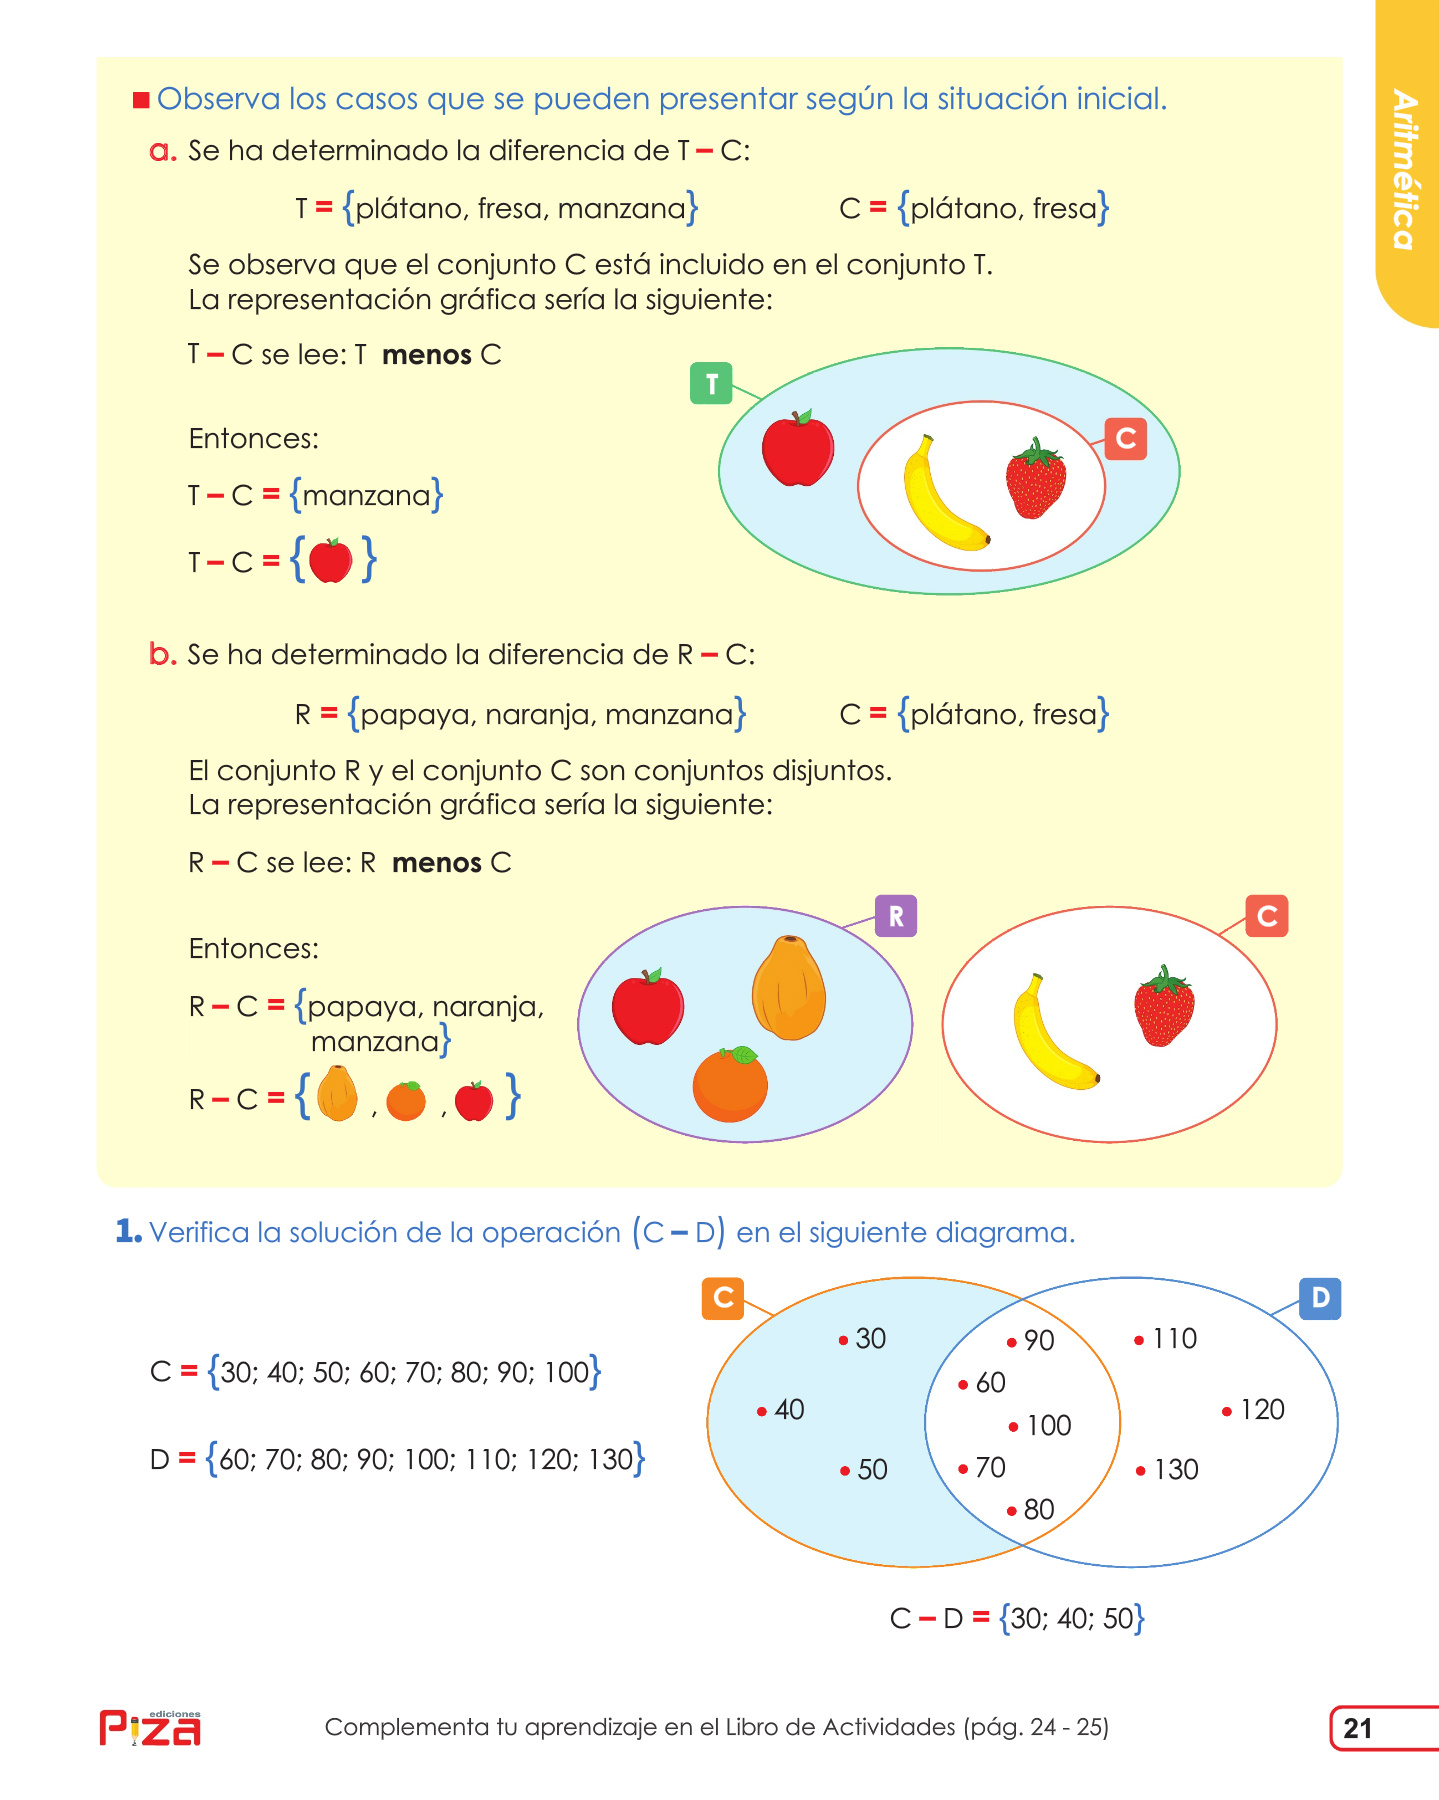 Aritmética
Observa los casos que se pueden presentar según la situación inicial.
a. Se ha determinado la diferencia de T – C:
T = {plátano, fresa, manzana} C = {plátano, fresa}
Se observa que el conjunto C está incluido en el conjunto T.
La representación gráfica sería la siguiente:
T – C se lee: T menos C
T
C
Entonces:
T – C = {manzana}
T – C = { }
b. Se ha determinado la diferencia de R – C:
R = {papaya, naranja, manzana} C = {plátano, fresa}
El conjunto R y el conjunto C son conjuntos disjuntos.
La representación gráfica sería la siguiente:
R – C se lee: R menos C
R
C
Entonces:
R – C = {papaya, naranja,
manzana}
R – C = { , , }
1. Verifica la solución de la operación (C – D) en el siguiente diagrama.
C = {30; 40; 50; 60; 70; 80; 90; 100}
D = {60; 70; 80; 90; 100; 110; 120; 130}
C
D
30 90 110
60
40 100 120
50 70 130
80
C – D = {30; 40; 50}
ediciones
Piza
Complementa tu aprendizaje en el Libro de Actividades (pág. 24 - 25)
21